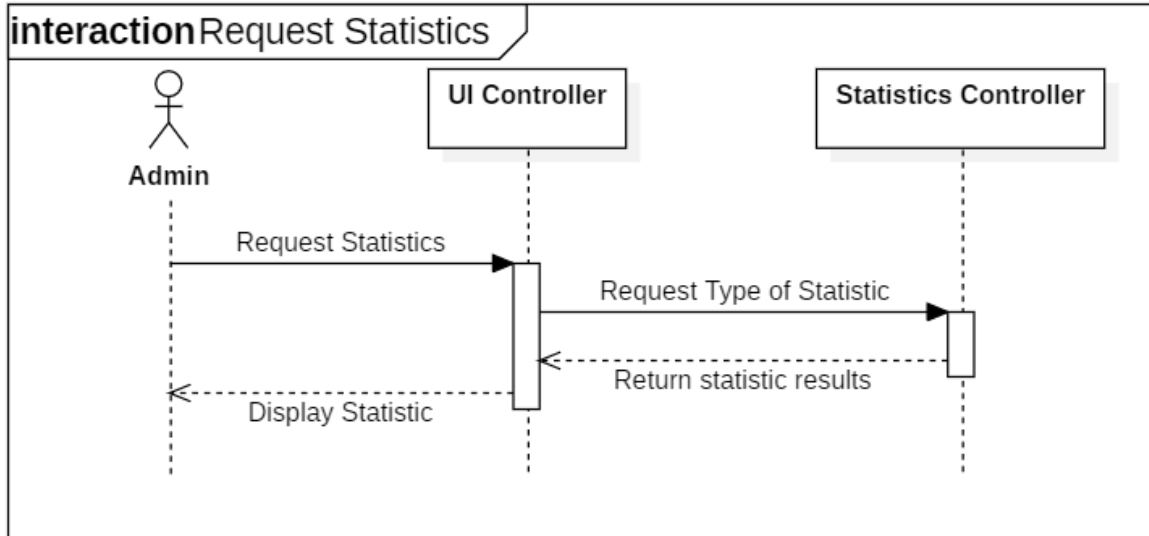 interaction Request Statistics
UI Controller
Statistics Controller
Admin
Request Statistics
Request Type of Statistic
Return statistic results
Display Statistic